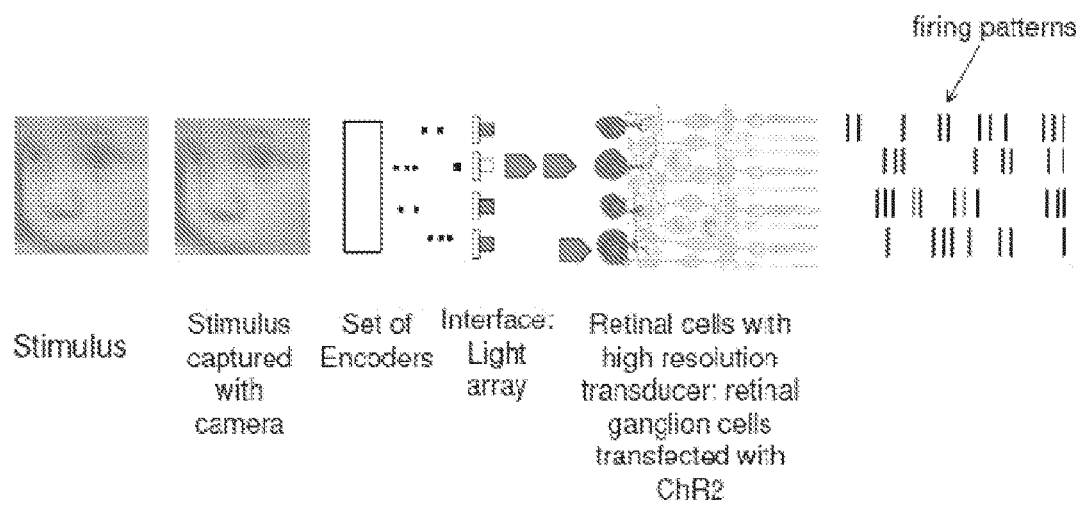 firing patterns
Stimulus
Stimulus
captured
with
camera
Set of
Encoders
Interface:
Light
array
Retinal cells with
high resolution
transducer: retinal
ganglion cells
transfected with
ChR2